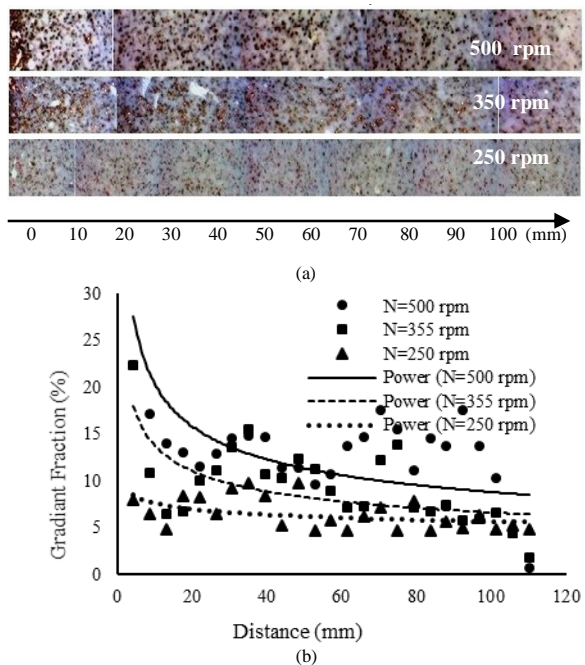 500 rpm
350 rpm
250 rpm
0 10 20 30 40 50 60 70 80 90 100 (mm)
(a)
30
25
20
15
10
5
0
0 20 40 60 80 100 120
Gradiant Fraction (%)
N=500 rpm
N=355 rpm
N=250 rpm
Power (N=500 rpm)
Power (N=355 rpm)
Power (N=250 rpm)
Distance (mm)
(b)